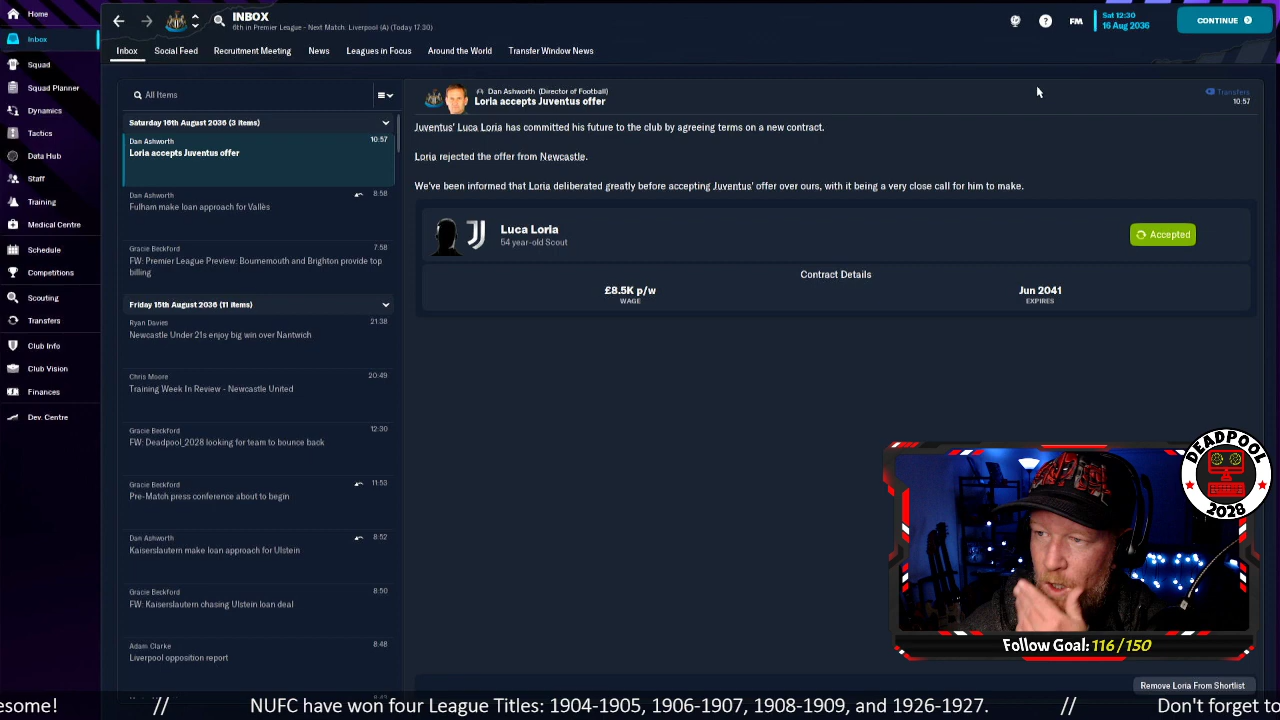 Home
Inbox
Squad
Squad Planner
Dynamics
Tactics
Data Hub
Staff
Training
Medical Centre
Schedule
Competitions
Scouting
Transfers
Club Info
Club Vision
Finances
Dev. Centre
INBOX
6th in Premier League - Next Match: Liverpool (A) (Today 17:30)
FM
Sat 12:30
16 Aug 2036
CONTINUE
Inbox
Social Feed
Recruitment Meeting
News
Leagues in Focus
Around the World
Transfer Window News
All Items
Saturday 16th August 2036 (3 items)
Dan Ashworth 10:57
Loria accepts Juventus offer
Dan Ashworth 8:58
Fulham make loan approach for Vallès
Gracie Beckford 7:58
FW: Premier League Preview: Bournemouth and Brighton provide top
billing
Friday 15th August 2036 (11 items)
Ryan Davies 21:38
Newcastle Under 21s enjoy big win over Nantwich
Chris Moore 20:49
Training Week In Review - Newcastle United
Gracie Beckford 12:30
FW: Deadpool_2028 looking for team to bounce back
Gracie Beckford 11:53
Pre-Match press conference about to begin
Dan Ashworth 8:52
Kaiserslautern make loan approach for Ulstein
Gracie Beckford 8:50
FW: Kaiserslautern chasing Ulstein loan deal
Adam Clarke 8:48
Liverpool opposition report
Dan Ashworth (Director of Football)
Loria accepts Juventus offer
Transfers
10:57
Juventus' Luca Loria has committed his future to the club by agreeing terms on a new contract.
Loria rejected the offer from Newcastle.
We've been informed that Loria deliberated greatly before accepting Juventus' offer over ours, with it being a very close call for him to make.
Luca Loria
54 year-old Scout
Accepted
Contract Details
£8.5K p/w
WAGE
Jun 2041
EXPIRES
DEADPOOL
2028
Follow Goal: 116 / 150
Remove Loria From Shortlist
esome! // NUFC have won four League Titles: 1904-1905, 1906-1907, 1908-1909, and 1926-1927. // Don't forget to